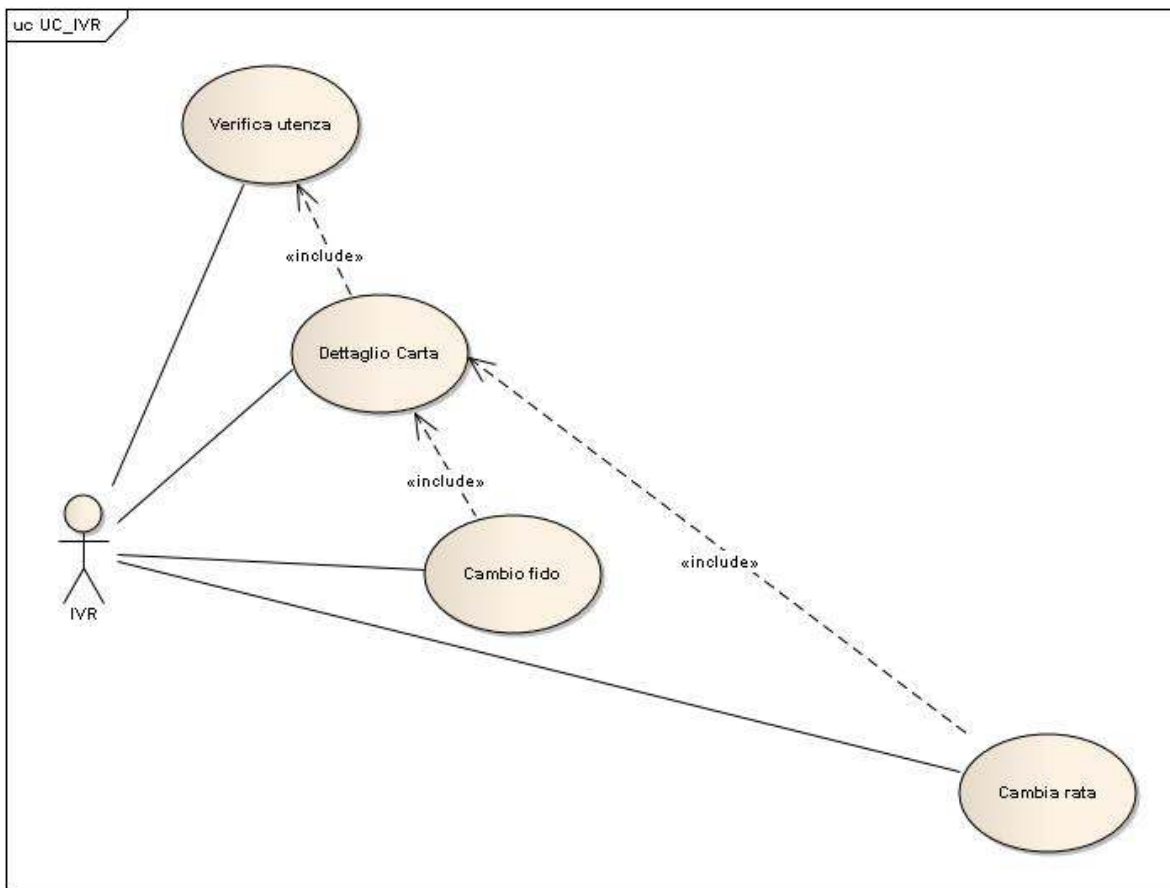 uc UC_IVR
Verifica utenza
«include»
Dettaglio Carta
«include»
Cambio fido
«include»
IVR
Cambia rata